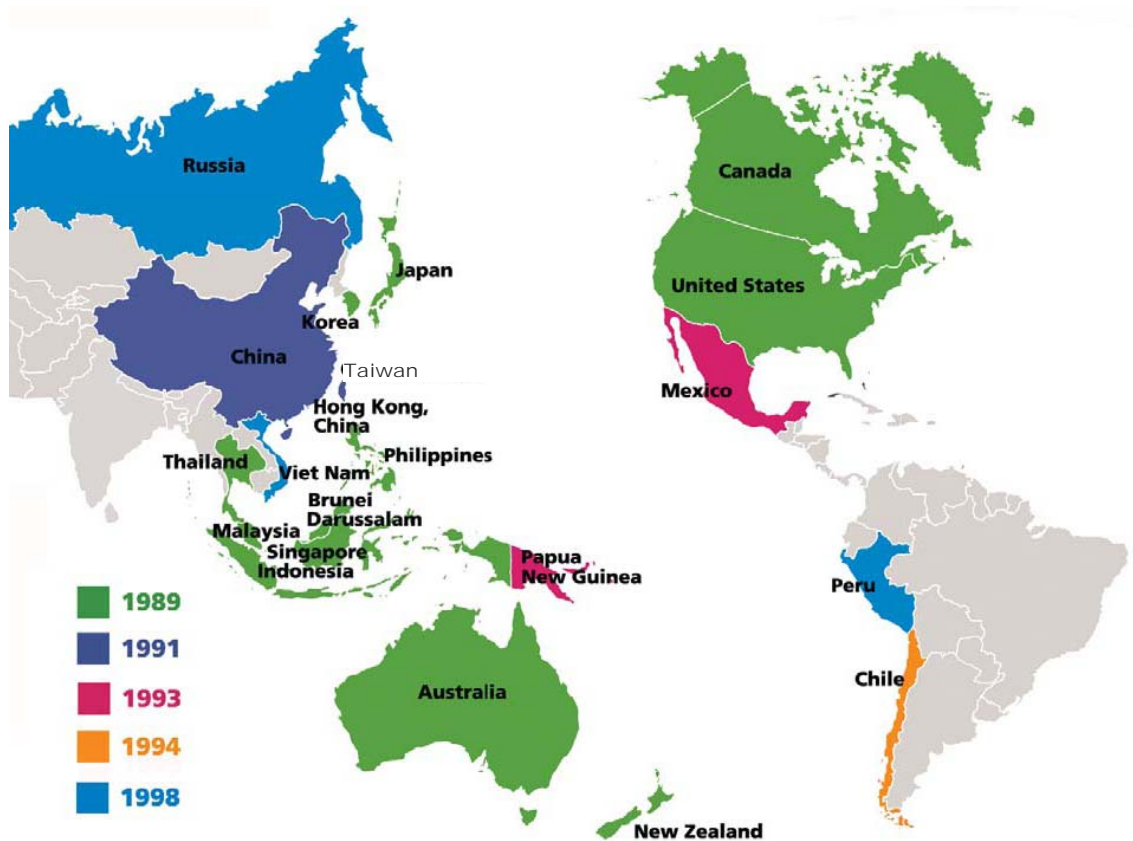 Russia
Canada
Japan
United States
Korea
China
Taiwan
Mexico
Hong Kong,
China
Philippines
Thailand
Viet Nam
Brunei
Darussalam
Malaysia
Singapore
Indonesia
Papua
New Guinea
Peru
1989
1991
Chile
Australia
1993
1994
1998
New Zealand